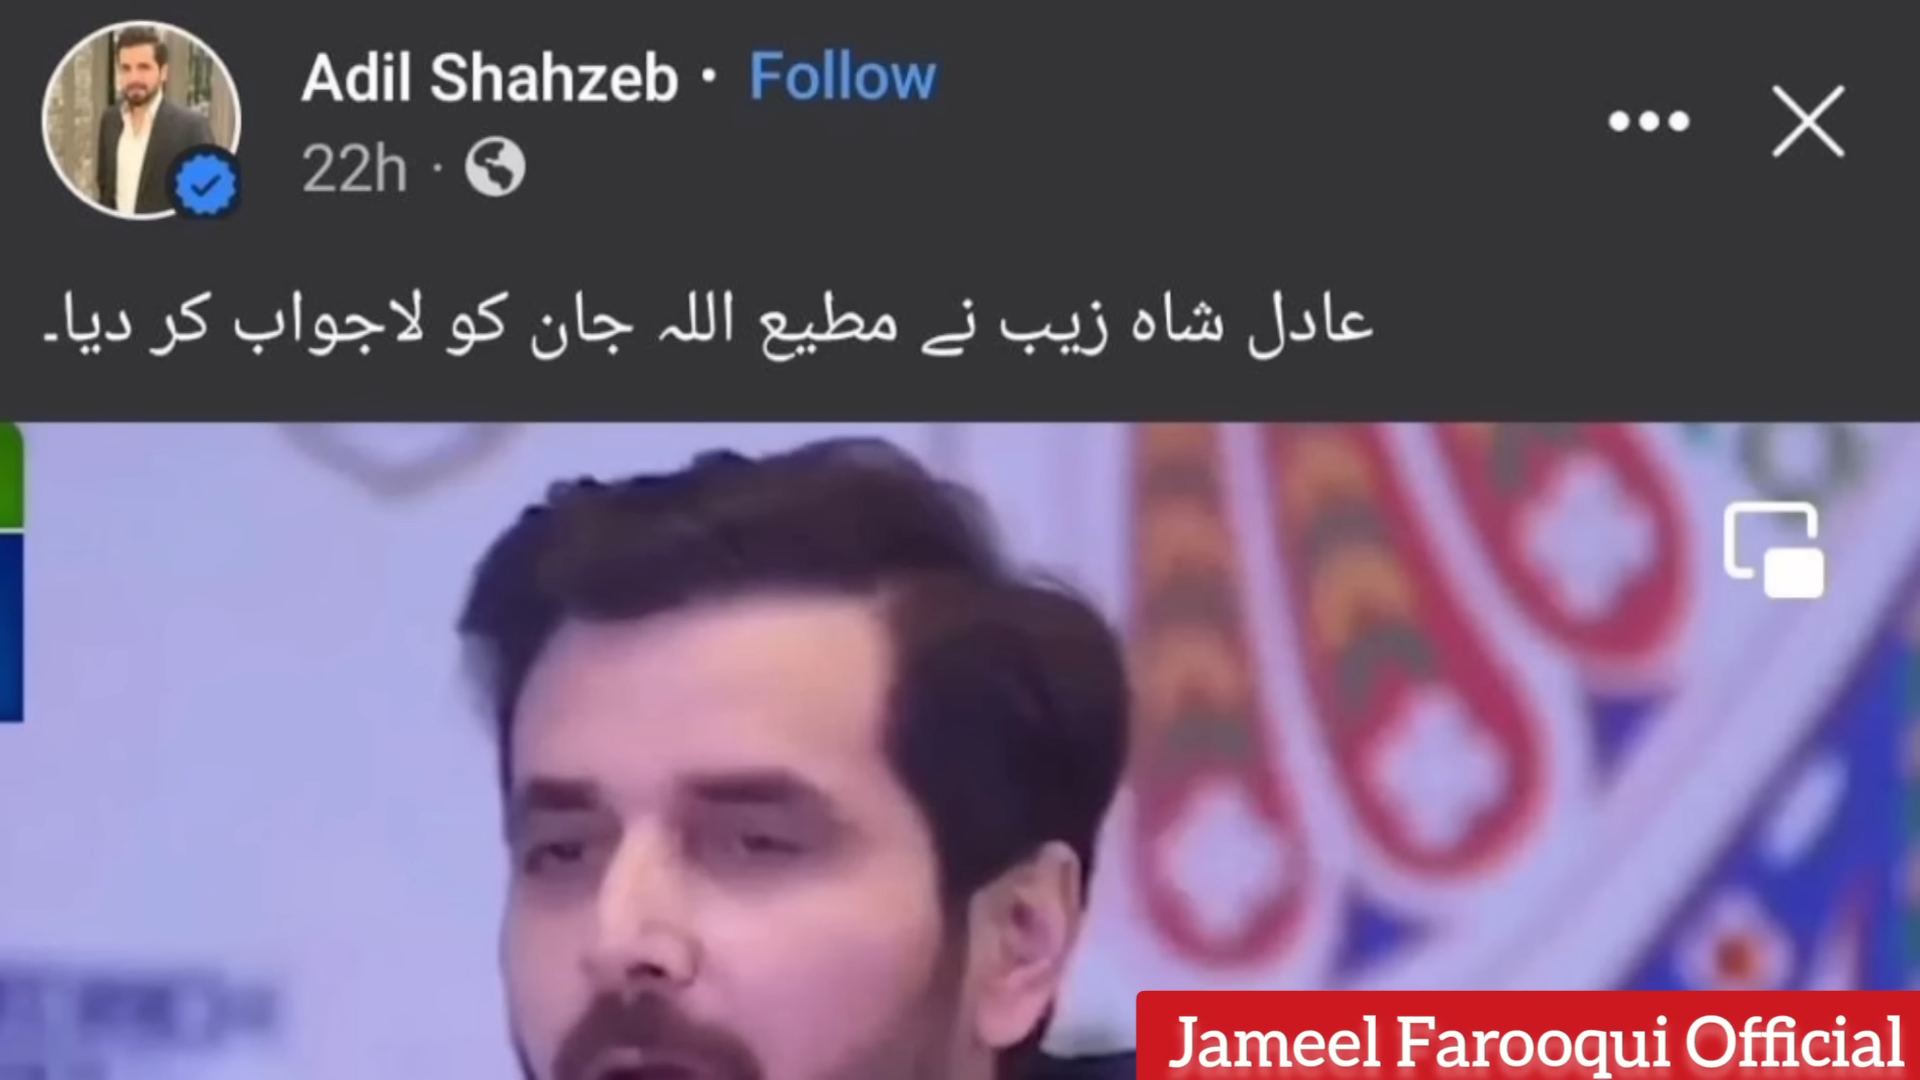 Adil Shahzeb · Follow
22h ·
عادل شاہ زیب نے مطیع اللہ جان کو لاجواب کر دیا۔
Jameel Farooqui Official